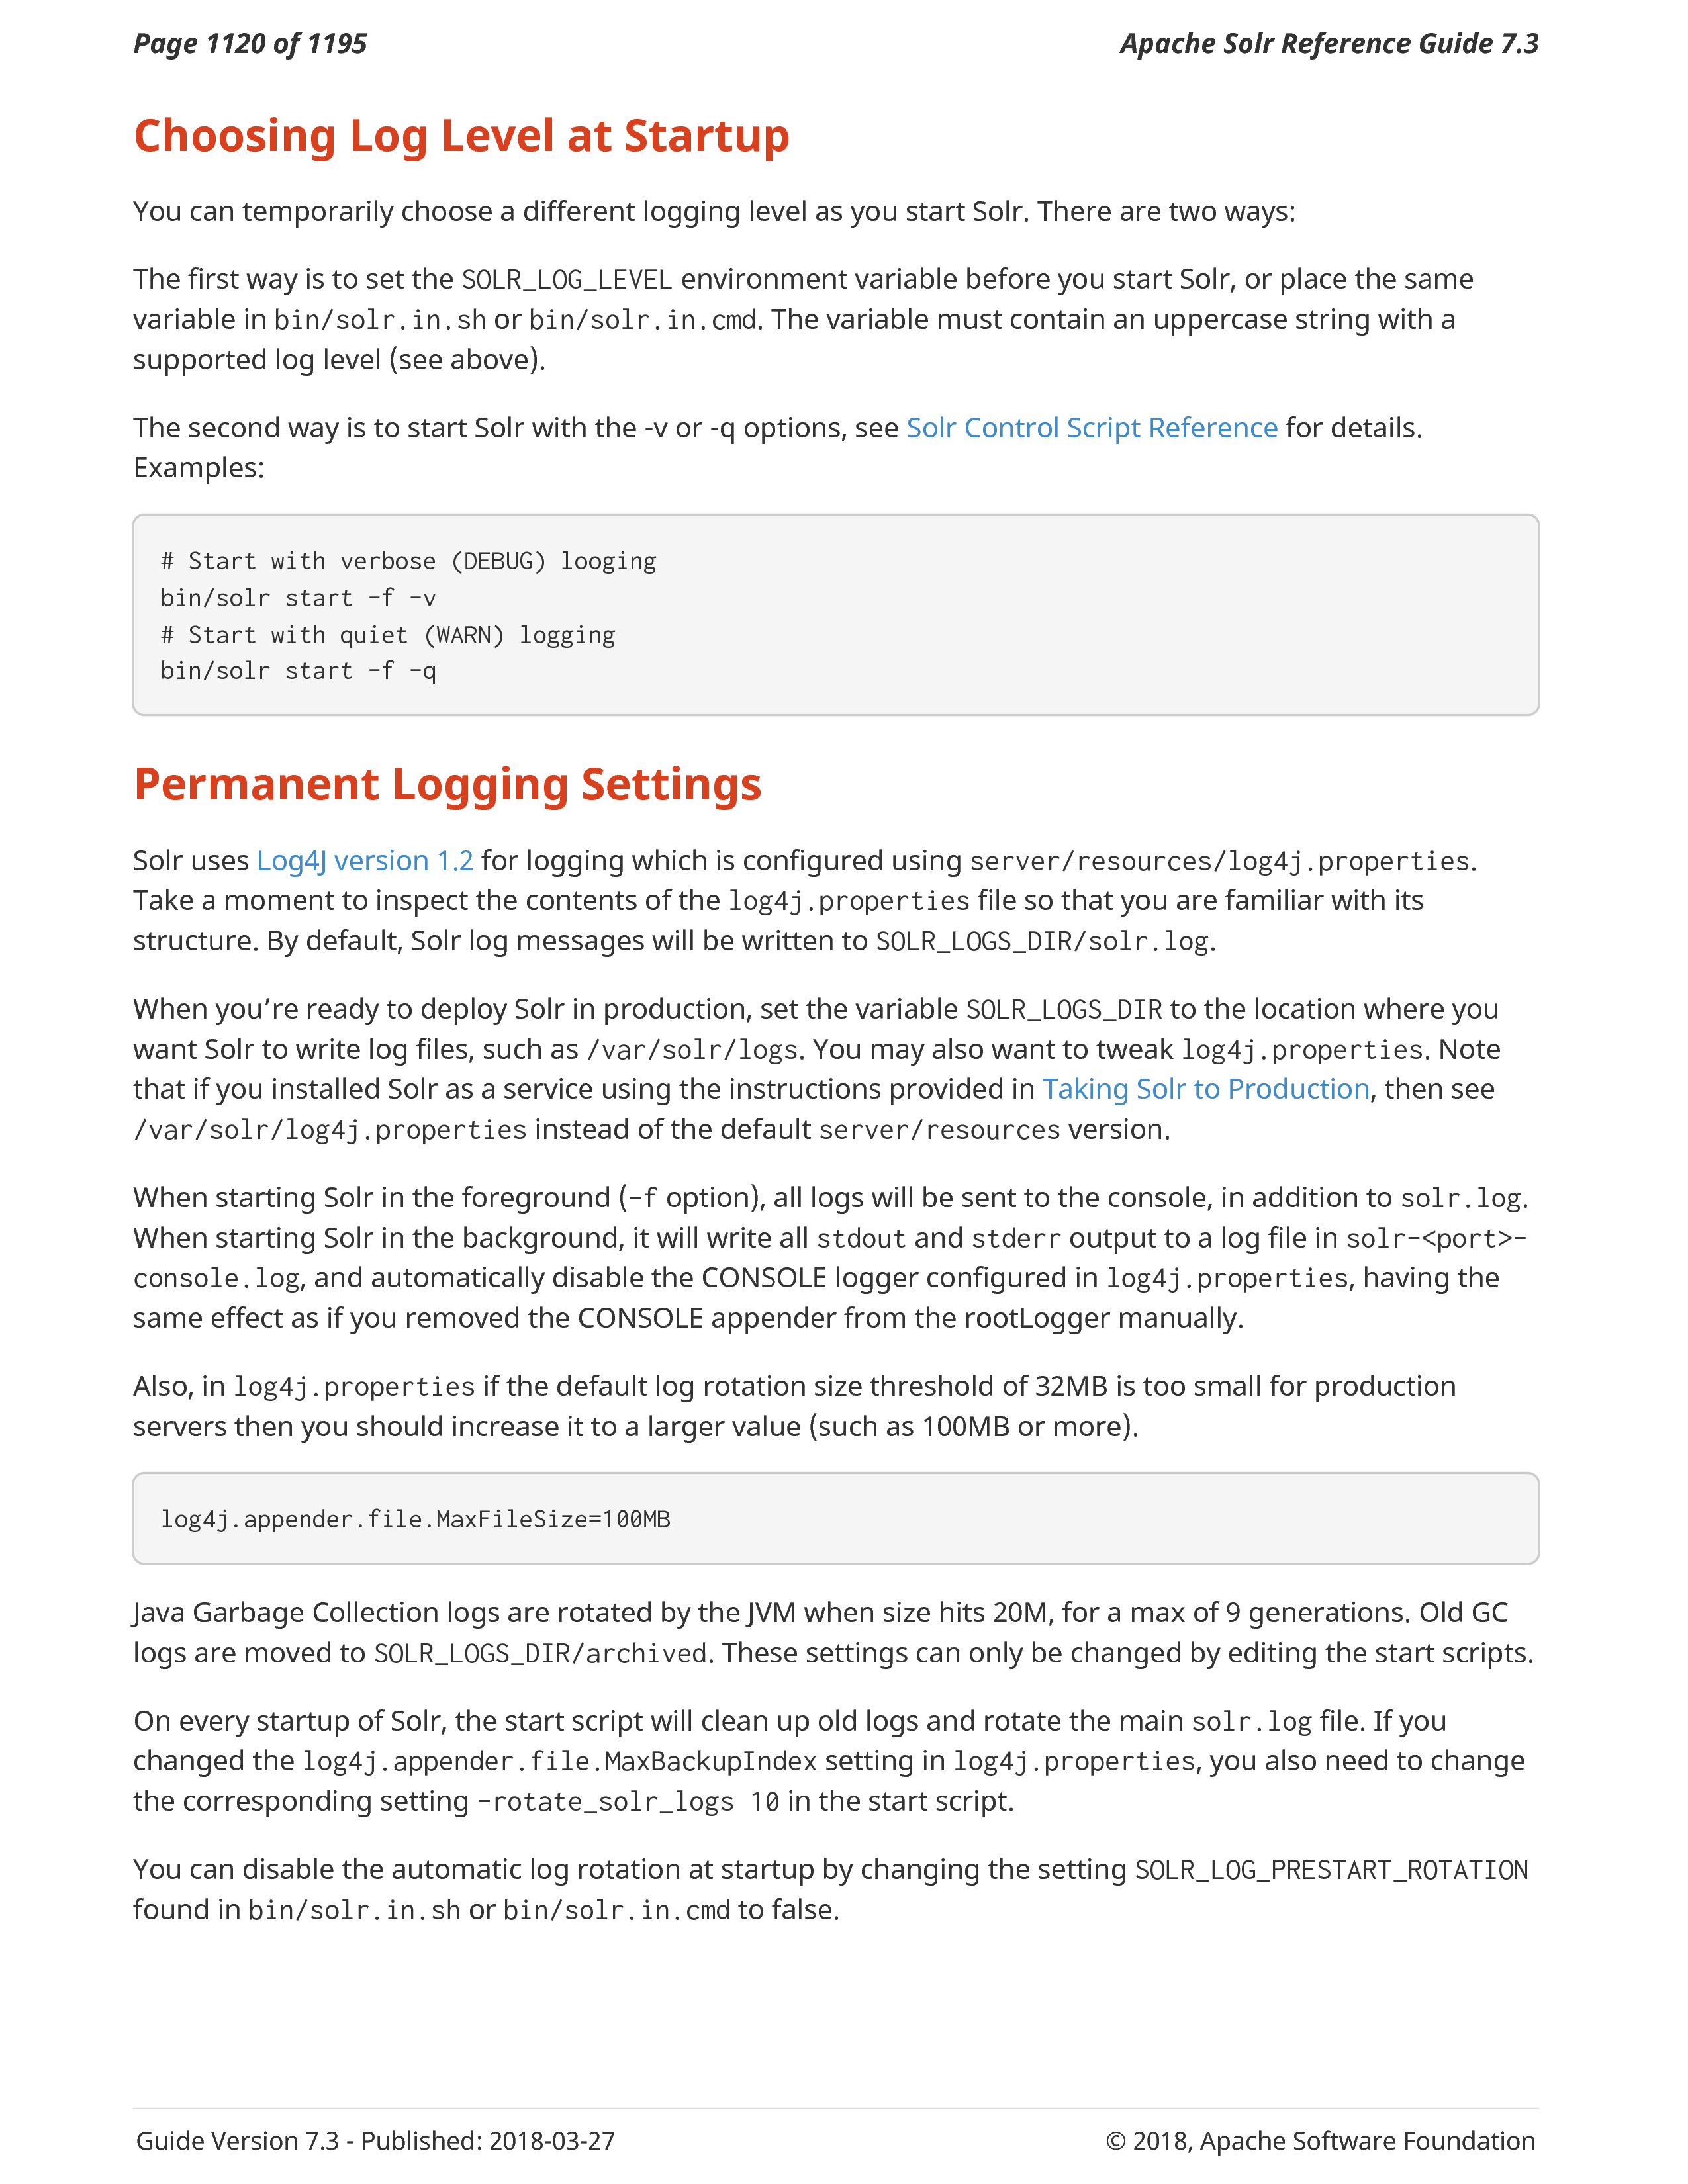 Page 1120 of 1195
Apache Solr Reference Guide 7.3
Choosing Log Level at Startup
You can temporarily choose a different logging level as you start Solr. There are two ways:
The first way is to set the SOLR_LOG_LEVEL environment variable before you start Solr, or place the same
variable in bin/solr.in.sh or bin/solr.in.cmd. The variable must contain an uppercase string with a
supported log level (see above).
The second way is to start Solr with the -v or -q options, see Solr Control Script Reference for details.
Examples:
# Start with verbose (DEBUG) looging
bin/solr start -f -v
# Start with quiet (WARN) logging
bin/solr start -f -q
Permanent Logging Settings
Solr uses Log4J version 1.2 for logging which is configured using server/resources/log4j.properties.
Take a moment to inspect the contents of the log4j.properties file so that you are familiar with its
structure. By default, Solr log messages will be written to SOLR_LOGS_DIR/solr.log.
When you’re ready to deploy Solr in production, set the variable SOLR_LOGS_DIR to the location where you
want Solr to write log files, such as /var/solr/logs. You may also want to tweak log4j.properties. Note
that if you installed Solr as a service using the instructions provided in Taking Solr to Production, then see
/var/solr/log4j.properties instead of the default server/resources version.
When starting Solr in the foreground (-f option), all logs will be sent to the console, in addition to solr.log.
When starting Solr in the background, it will write all stdout and stderr output to a log file in solr-<port>-
console.log, and automatically disable the CONSOLE logger configured in log4j.properties, having the
same effect as if you removed the CONSOLE appender from the rootLogger manually.
Also, in log4j.properties if the default log rotation size threshold of 32MB is too small for production
servers then you should increase it to a larger value (such as 100MB or more).
log4j.appender.file.MaxFileSize=100MB
Java Garbage Collection logs are rotated by the JVM when size hits 20M, for a max of 9 generations. Old GC
logs are moved to SOLR_LOGS_DIR/archived. These settings can only be changed by editing the start scripts.
On every startup of Solr, the start script will clean up old logs and rotate the main solr.log file. If you
changed the log4j.appender.file.MaxBackupIndex setting in log4j.properties, you also need to change
the corresponding setting -rotate_solr_logs 10 in the start script.
You can disable the automatic log rotation at startup by changing the setting SOLR_LOG_PRESTART_ROTATION
found in bin/solr.in.sh or bin/solr.in.cmd to false.
Guide Version 7.3 - Published: 2018-03-27
© 2018, Apache Software Foundation